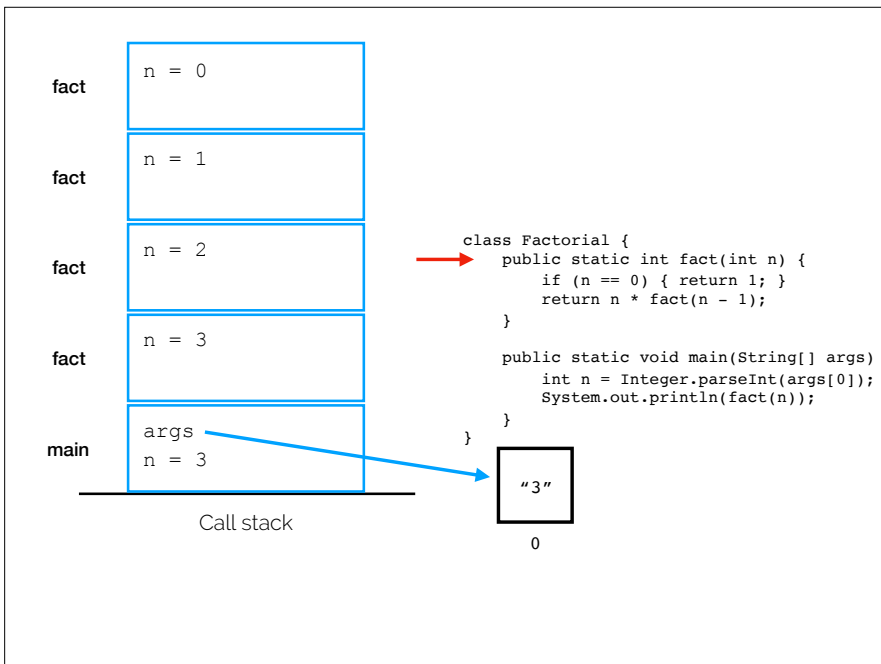 fact
n = 0
fact
n = 1
fact
n = 2
fact
n = 3
main
args
n = 3
Call stack
class Factorial {
    public static int fact(int n) {
        if (n == 0) { return 1; }
        return n * fact(n - 1);
    }
    public static void main(String[] args)
        int n = Integer.parseInt(args[0]);
        System.out.println(fact(n));
    }
}
“3”
0